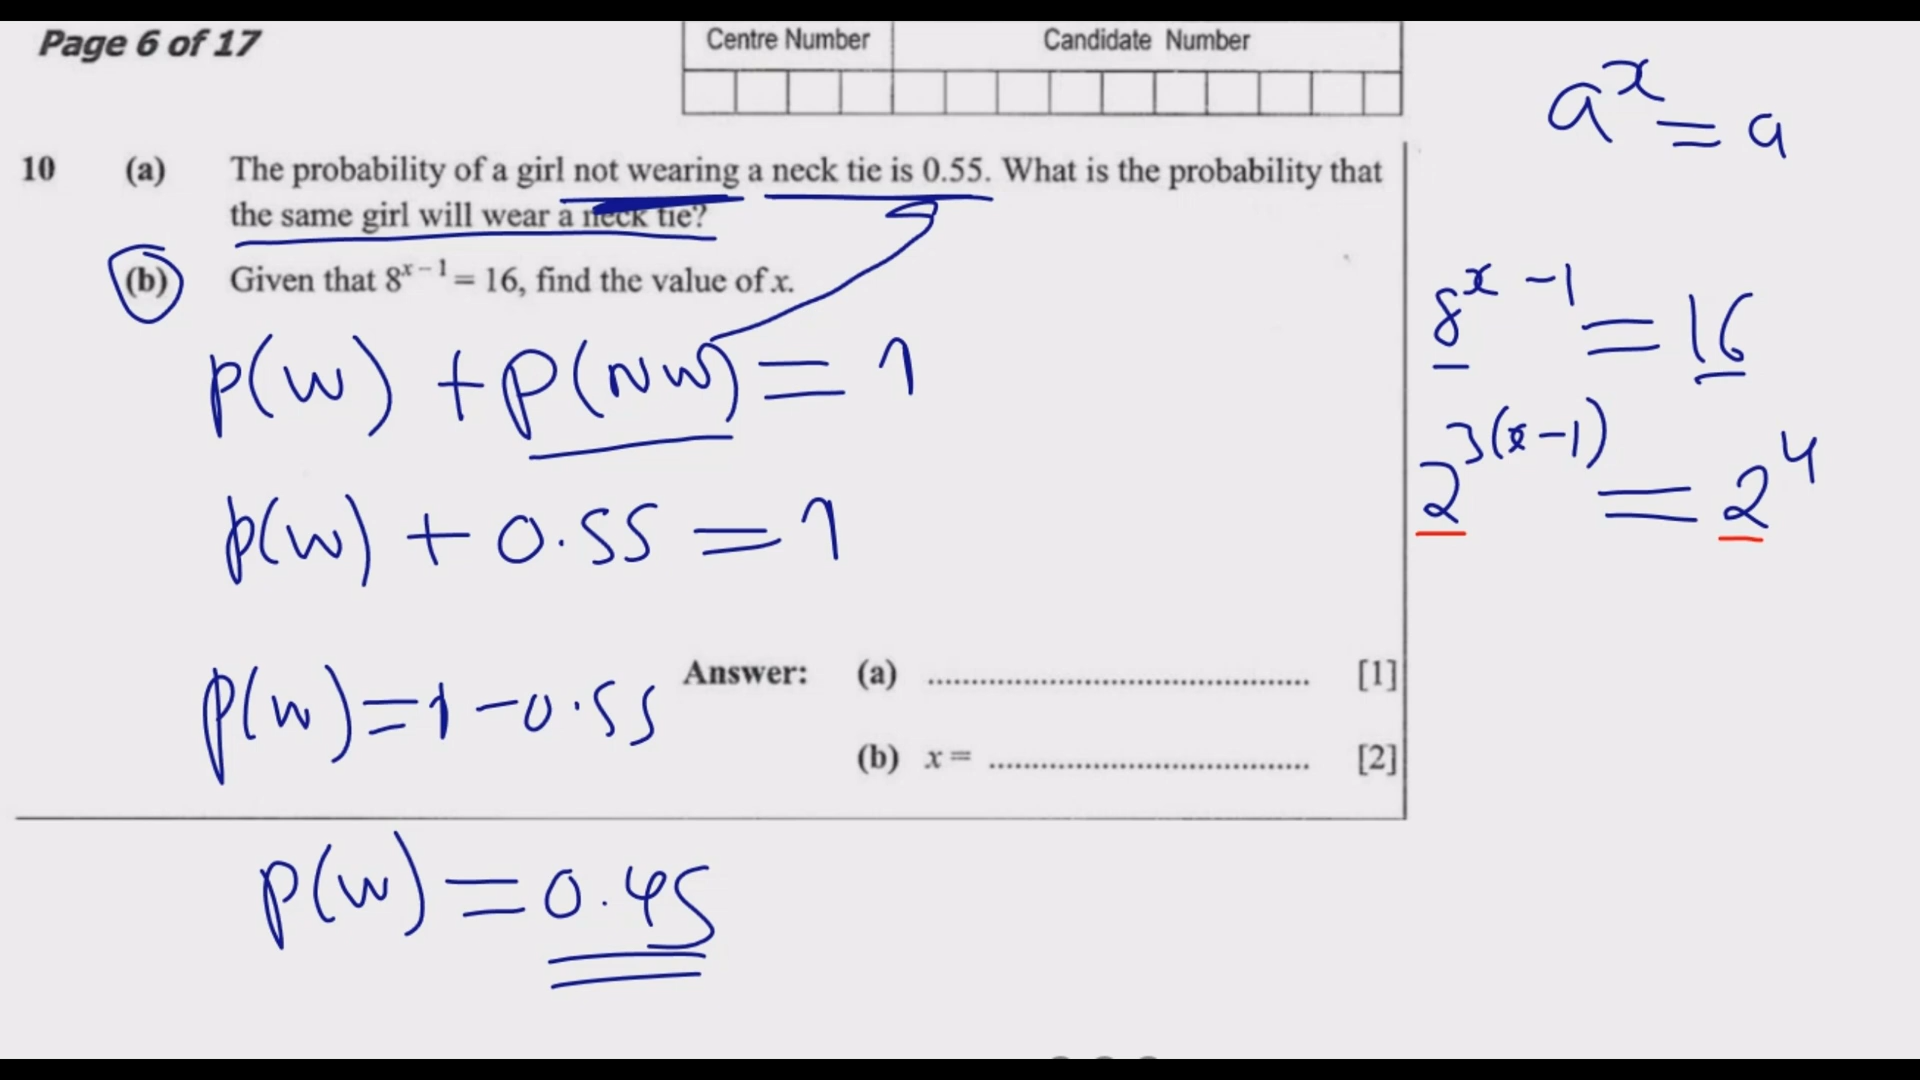 Page 6 of 17
Centre Number
Candidate Number
10 (a) The probability of a girl not wearing a neck tie is 0.55. What is the probability that
the same girl will wear a neck tie?
(b) Given that 8^{x-1} = 16, find the value of x.
p(w) + p(NW) = 1
p(w) + 0.55 = 1
p(w) = 1 - 0.55
Answer: (a) ........................................ [1]
(b) x = .................................... [2]
p(w) = 0.45
a^x = a
8^{x-1} = 16
2^{3(x-1)} = 2^4